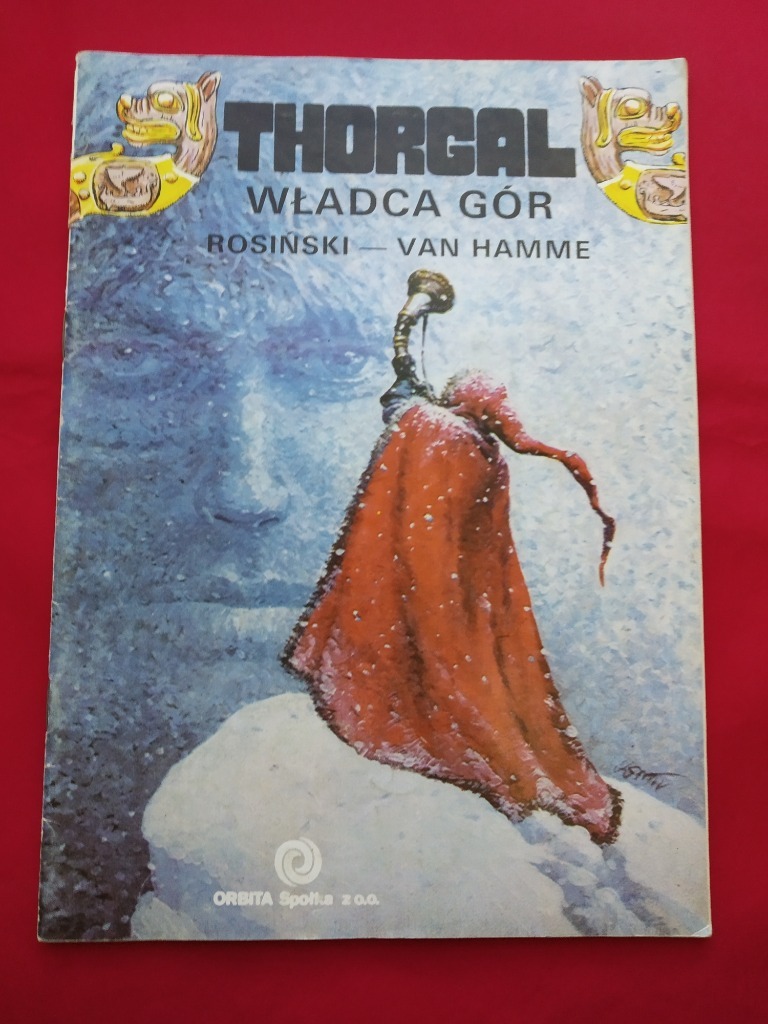 THORGAL
WŁADCA GÓR
ROSIŃSKI — VAN HAMME
ORBITA Spółka z o.o.